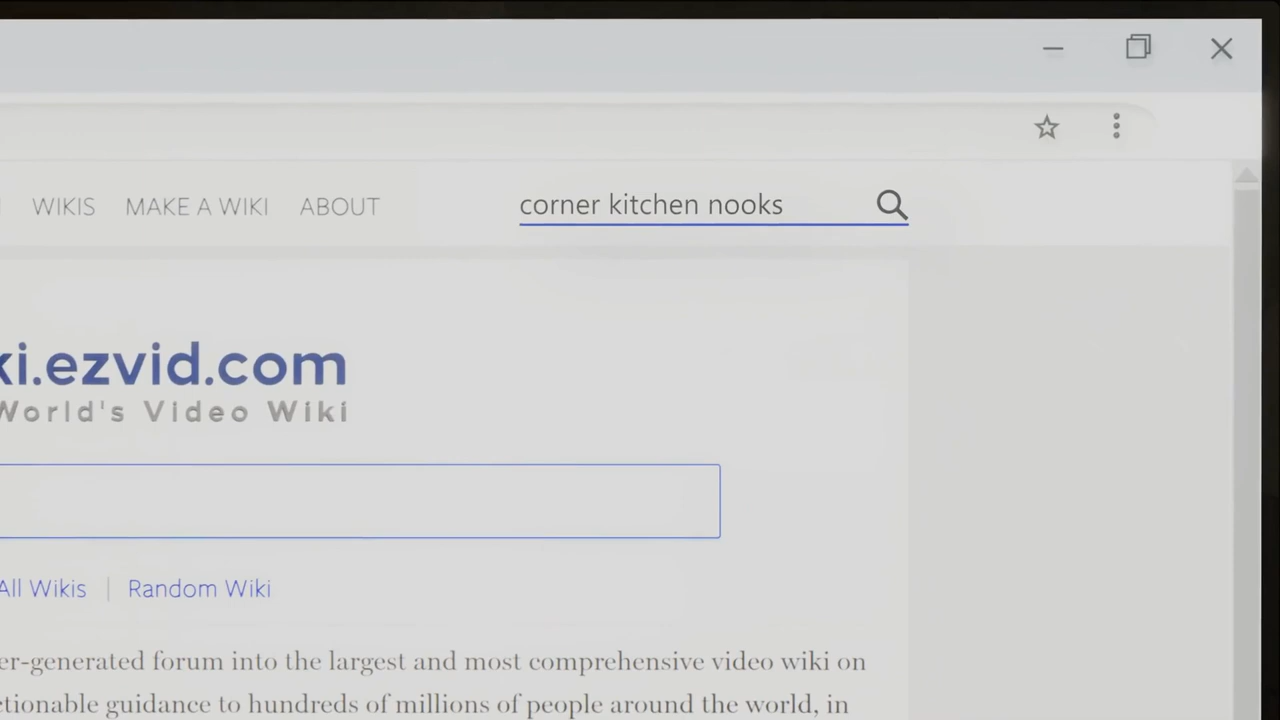 WIKIS MAKE A WIKI ABOUT corner kitchen nooks
ki.ezvid.com
World's Video Wiki
All Wikis | Random Wiki
er-generated forum into the largest and most comprehensive video wiki on
ctionable guidance to hundreds of millions of people around the world, in